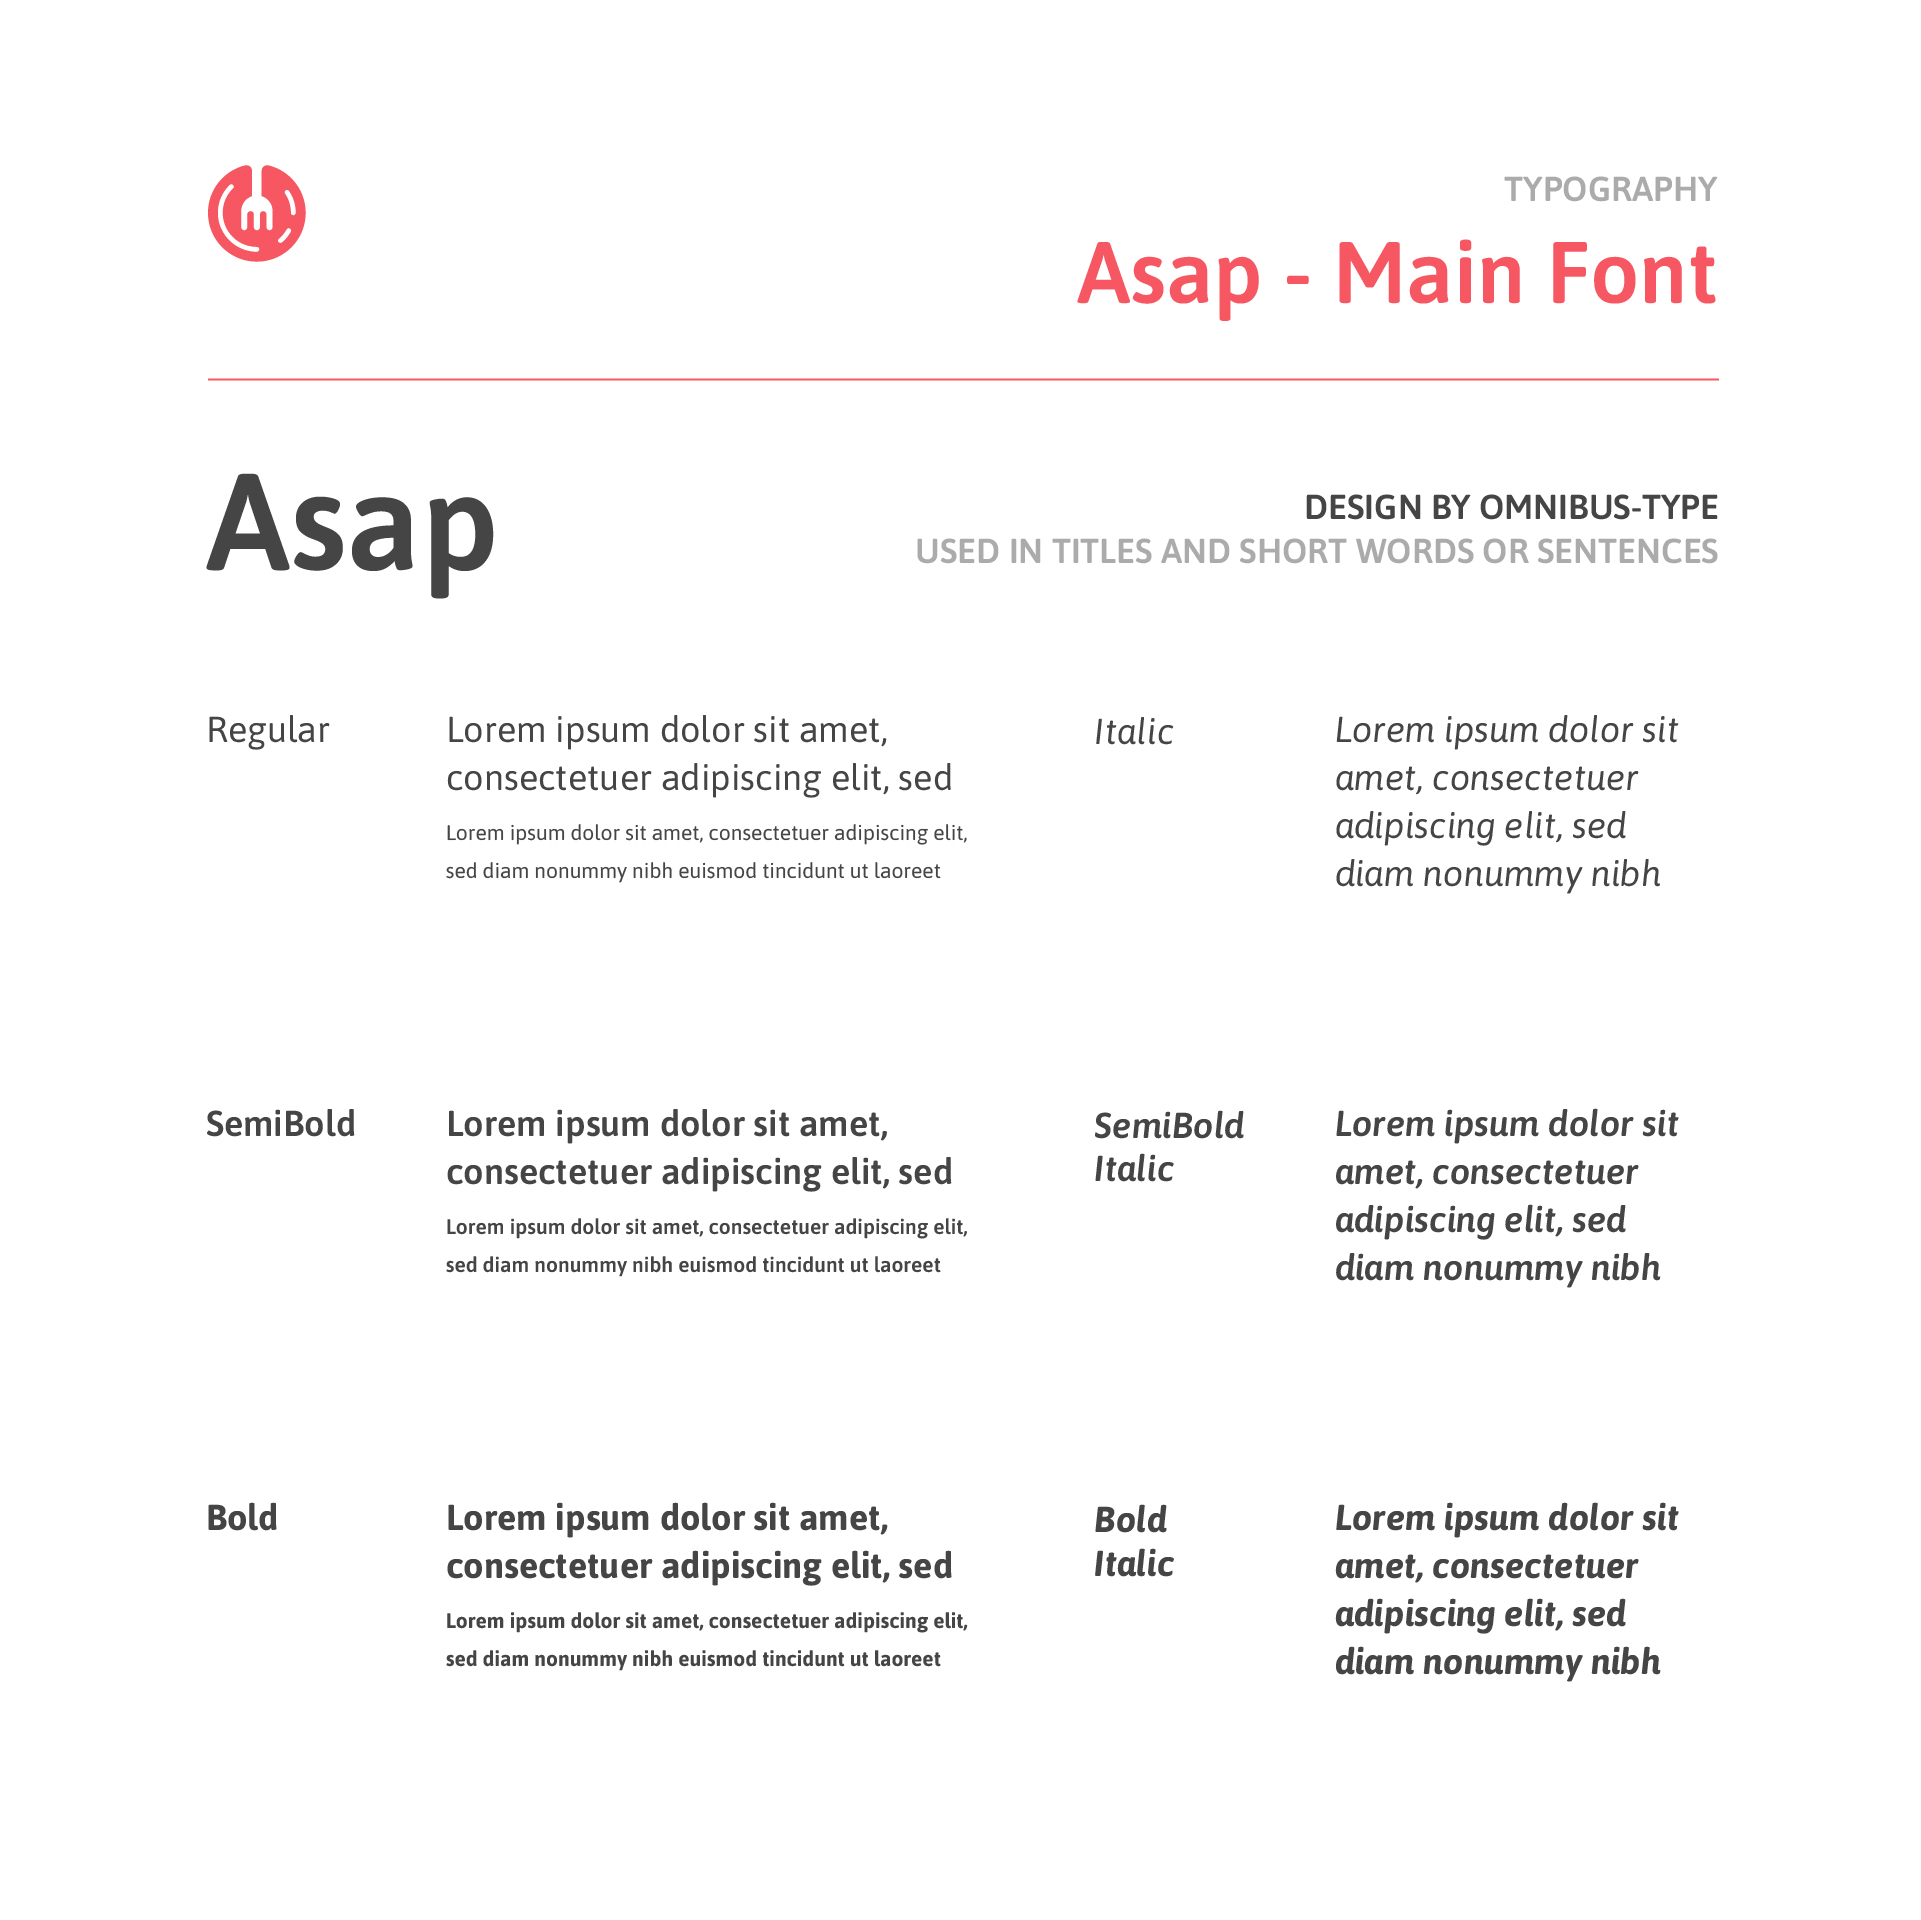 TYPOGRAPHY
Asap - Main Font
Asap
DESIGN BY OMNIBUS-TYPE
USED IN TITLES AND SHORT WORDS OR SENTENCES
Regular
Lorem ipsum dolor sit amet,
consectetuer adipiscing elit, sed
Lorem ipsum dolor sit amet, consectetuer adipiscing elit,
sed diam nonummy nibh euismod tincidunt ut laoreet
Italic
Lorem ipsum dolor sit
amet, consectetuer
adipiscing elit, sed
diam nonummy nibh
SemiBold
Lorem ipsum dolor sit amet,
consectetuer adipiscing elit, sed
Lorem ipsum dolor sit amet, consectetuer adipiscing elit,
sed diam nonummy nibh euismod tincidunt ut laoreet
SemiBold
Italic
Lorem ipsum dolor sit
amet, consectetuer
adipiscing elit, sed
diam nonummy nibh
Bold
Lorem ipsum dolor sit amet,
consectetuer adipiscing elit, sed
Lorem ipsum dolor sit amet, consectetuer adipiscing elit,
sed diam nonummy nibh euismod tincidunt ut laoreet
Bold
Italic
Lorem ipsum dolor sit
amet, consectetuer
adipiscing elit, sed
diam nonummy nibh